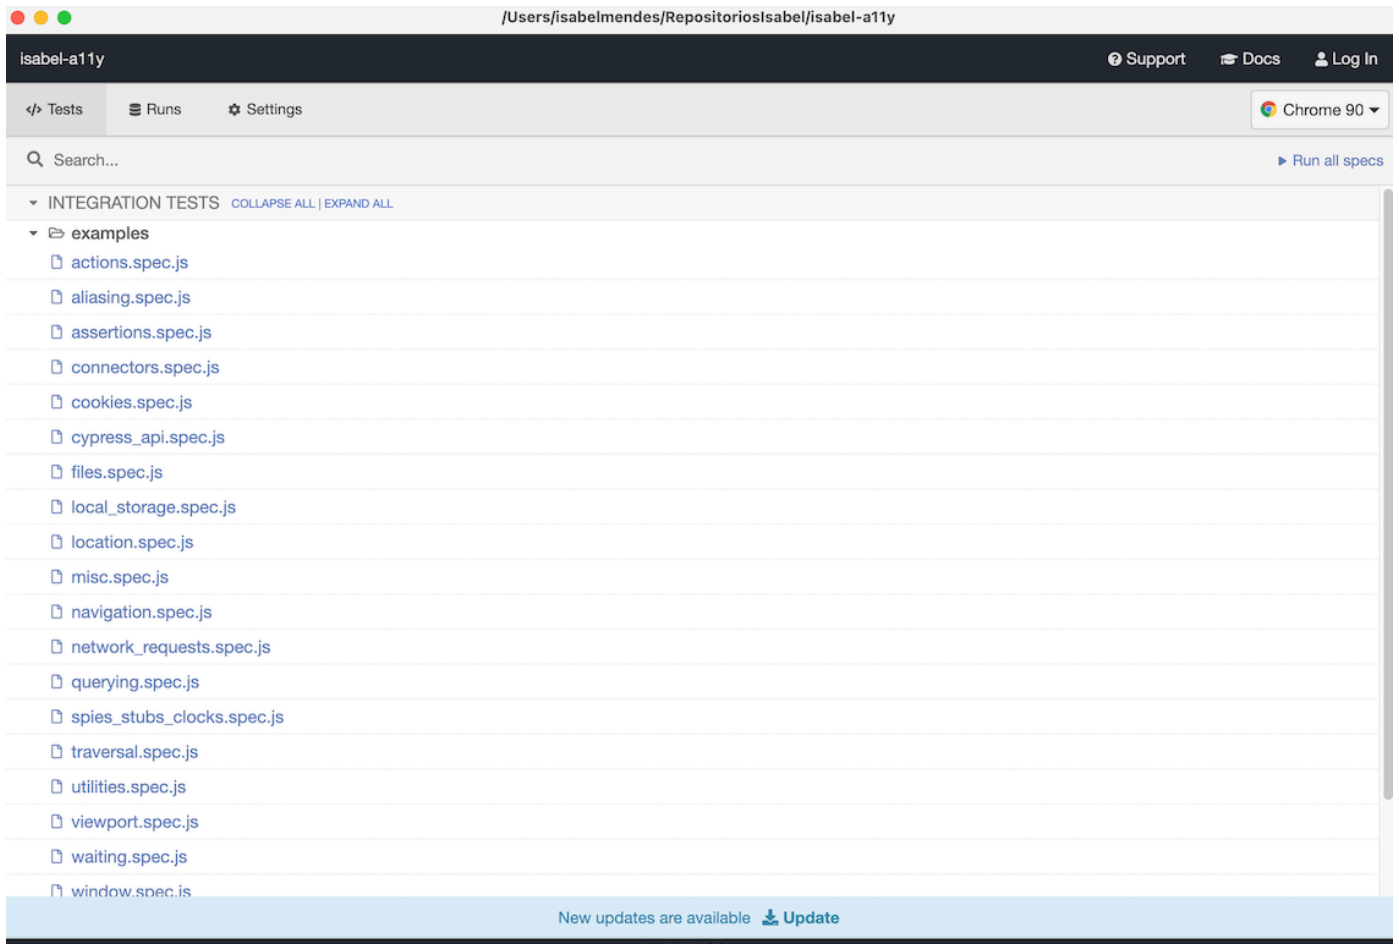 /Users/isabelmendes/RepositoriosIsabel/isabel-a11y
isabel-a11y Support Docs Log In
</> Tests Runs Settings Chrome 90
Search... Run all specs
INTEGRATION TESTS COLLAPSE ALL | EXPAND ALL
examples
actions.spec.js
aliasing.spec.js
assertions.spec.js
connectors.spec.js
cookies.spec.js
cypress_api.spec.js
files.spec.js
local_storage.spec.js
location.spec.js
misc.spec.js
navigation.spec.js
network_requests.spec.js
querying.spec.js
spies_stubs_clocks.spec.js
traversal.spec.js
utilities.spec.js
viewport.spec.js
waiting.spec.js
window.spec.js
New updates are available Update